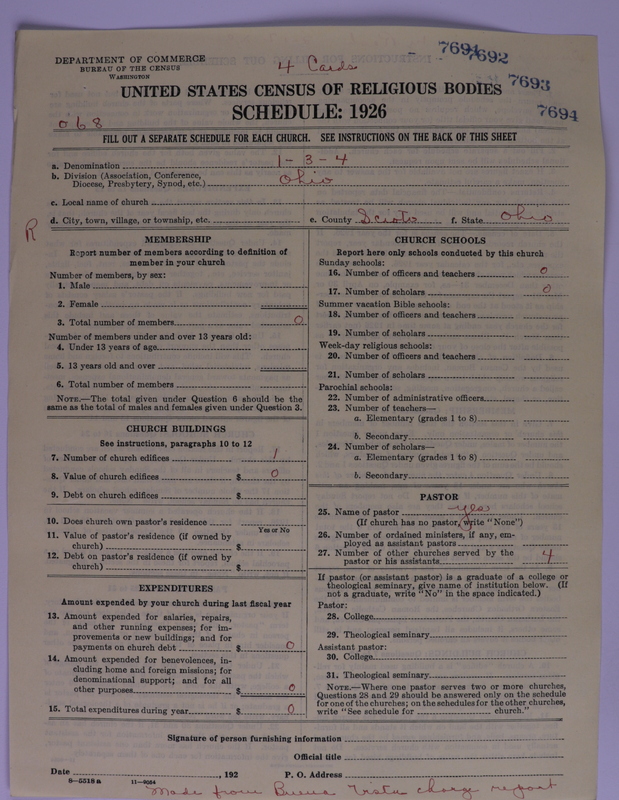 DEPARTMENT OF COMMERCE
BUREAU OF THE CENSUS
WASHINGTON
4 Cards
7691
7692
7693
7694
UNITED STATES CENSUS OF RELIGIOUS BODIES
SCHEDULE: 1926
068
FILL OUT A SEPARATE SCHEDULE FOR EACH CHURCH. SEE INSTRUCTIONS ON THE BACK OF THIS SHEET
a. Denomination 1-3-4
b. Division (Association, Conference,
Diocese, Presbytery, Synod, etc.) Ohio
c. Local name of church
d. City, town, village, or township, etc. e. County Scioto f. State Ohio
R
MEMBERSHIP
Report number of members according to definition of
member in your church
Number of members, by sex:
1. Male
2. Female
3. Total number of members 0
Number of members under and over 13 years old:
4. Under 13 years of age
5. 13 years old and over
6. Total number of members
NOTE.—The total given under Question 6 should be
same as the total of males and females given under Question 3.
CHURCH BUILDINGS
See instructions, paragraphs 10 to 12
7. Number of church edifices 1
8. Value of church edifices $ 0
9. Debt on church edifices $
10. Does church own pastor's residence
Yes or No
11. Value of pastor's residence (if owned by
church) $
12. Debt on pastor's residence (if owned by
church) $
EXPENDITURES
Amount expended by your church during last fiscal year
13. Amount expended for salaries, repairs,
and other running expenses; for im-
provements or new buildings; and for
payments on church debt $ 0
14. Amount expended for benevolences, in-
cluding home and foreign missions; for
denominational support; and for all
other purposes $ 0
15. Total expenditures during year $ 0
CHURCH SCHOOLS
Report here only schools conducted by this church
Sunday schools:
16. Number of officers and teachers 0
17. Number of scholars 0
Summer vacation Bible schools:
18. Number of officers and teachers
19. Number of scholars
Week-day religious schools:
20. Number of officers and teachers
21. Number of scholars
Parochial schools:
22. Number of administrative officers
23. Number of teachers—
a. Elementary (grades 1 to 8)
b. Secondary
24. Number of scholars—
a. Elementary (grades 1 to 8)
b. Secondary
PASTOR
25. Name of pastor yes
(If church has no pastor, write "None")
26. Number of ordained ministers, if any, em-
ployed as assistant pastors
27. Number of other churches served by the
pastor or his assistants 4
If pastor (or assistant pastor) is a graduate of a college or
theological seminary, give name of institution below. (If
not a graduate, write "No" in the space indicated.)
Pastor:
28. College
29. Theological seminary
Assistant pastor:
30. College
31. Theological seminary
NOTE.—Where one pastor serves two or more churches,
Questions 28 and 29 should be answered only on the schedule
for one of the churches; on the schedules for the other churches,
write "See schedule for church."
Signature of person furnishing information
Official title
Date , 192 P. O. Address
8—5518 a 11—9064
Made from Buena Vista charge report